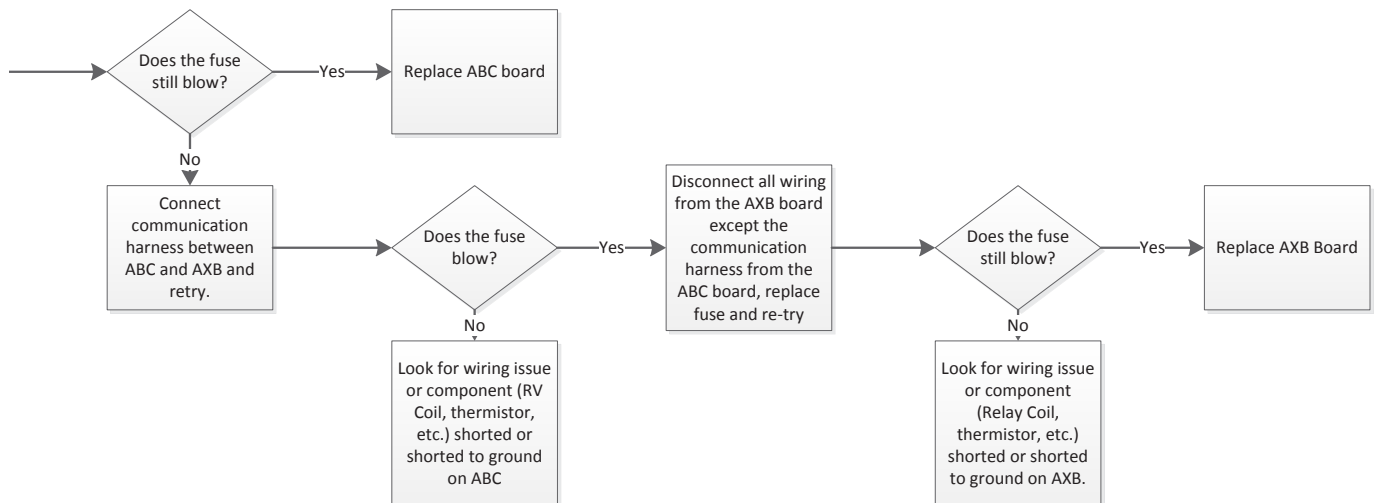 Does the fuse
still blow?
Yes
Replace ABC board
No
Connect
communication
harness between
ABC and AXB and
retry.
Does the fuse
blow?
Yes
Disconnect all wiring
from the AXB board
except the
communication
harness from the
ABC board, replace
fuse and re-try
Does the fuse
still blow?
Yes
Replace AXB Board
No
Look for wiring issue
or component (RV
Coil, thermistor,
etc.) shorted or
shorted to ground
on ABC
No
Look for wiring issue
or component
(Relay Coil,
thermistor, etc.)
shorted or shorted
to ground on AXB.